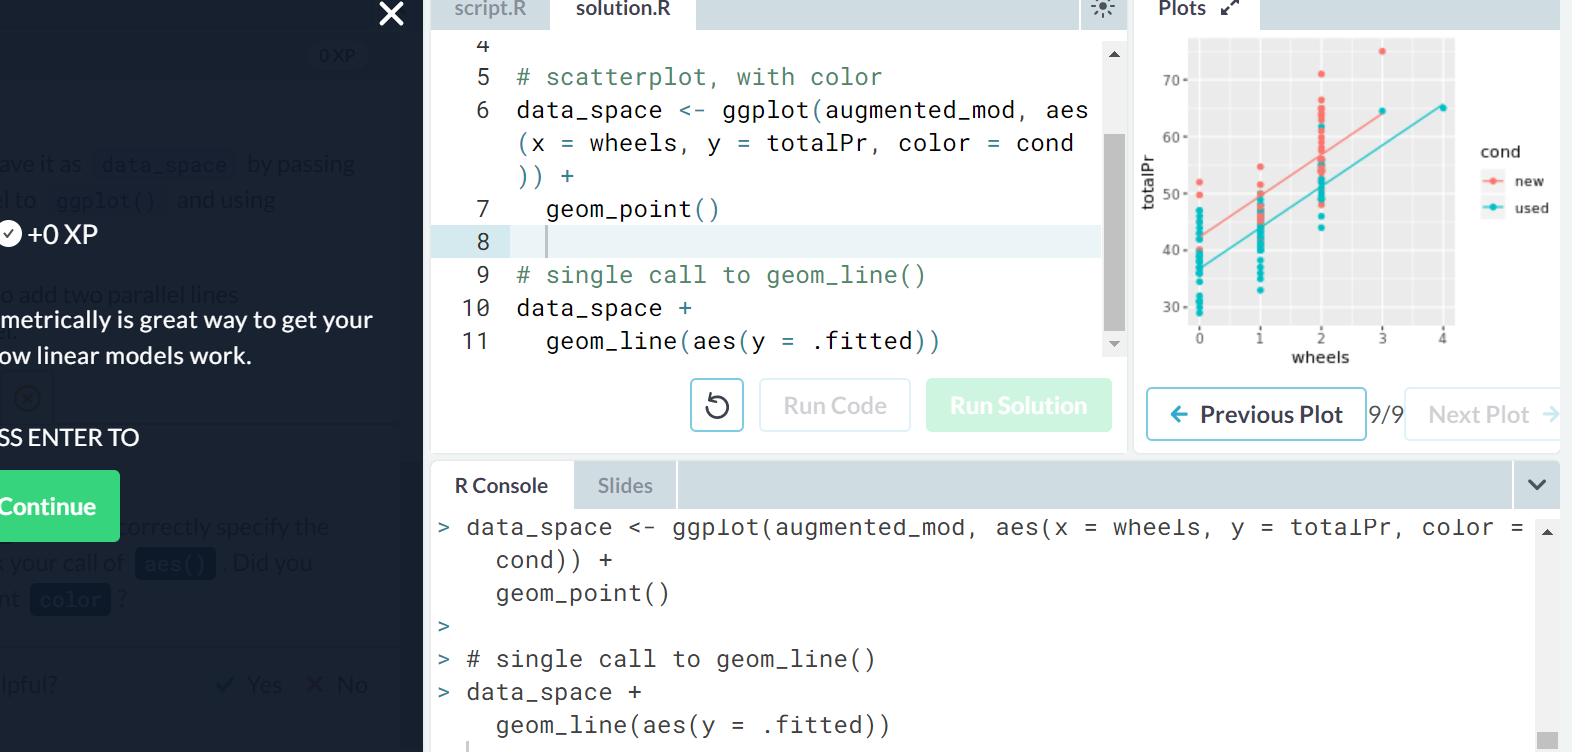 0 XP
ave it as data_space by passing
el to ggplot() and using
+0 XP
o add two parallel lines
metrically is great way to get your
ow linear models work.
SS ENTER TO
Continue
correctly specify the
k your call of aes() . Did you
nt color ?
lpful? Yes No
script.R
solution.R
4
5 # scatterplot, with color
6 data_space <- ggplot(augmented_mod, aes
(x = wheels, y = totalPr, color = cond
)) +
7 geom_point()
8
9 # single call to geom_line()
10 data_space +
11 geom_line(aes(y = .fitted))
Run Code
Run Solution
Plots
70
60
50
40
30
totalPr
0 1 2 3 4
wheels
cond
new
used
Previous Plot 9/9 Next Plot
R Console Slides
> data_space <- ggplot(augmented_mod, aes(x = wheels, y = totalPr, color =
cond)) +
geom_point()
>
> # single call to geom_line()
> data_space +
geom_line(aes(y = .fitted))